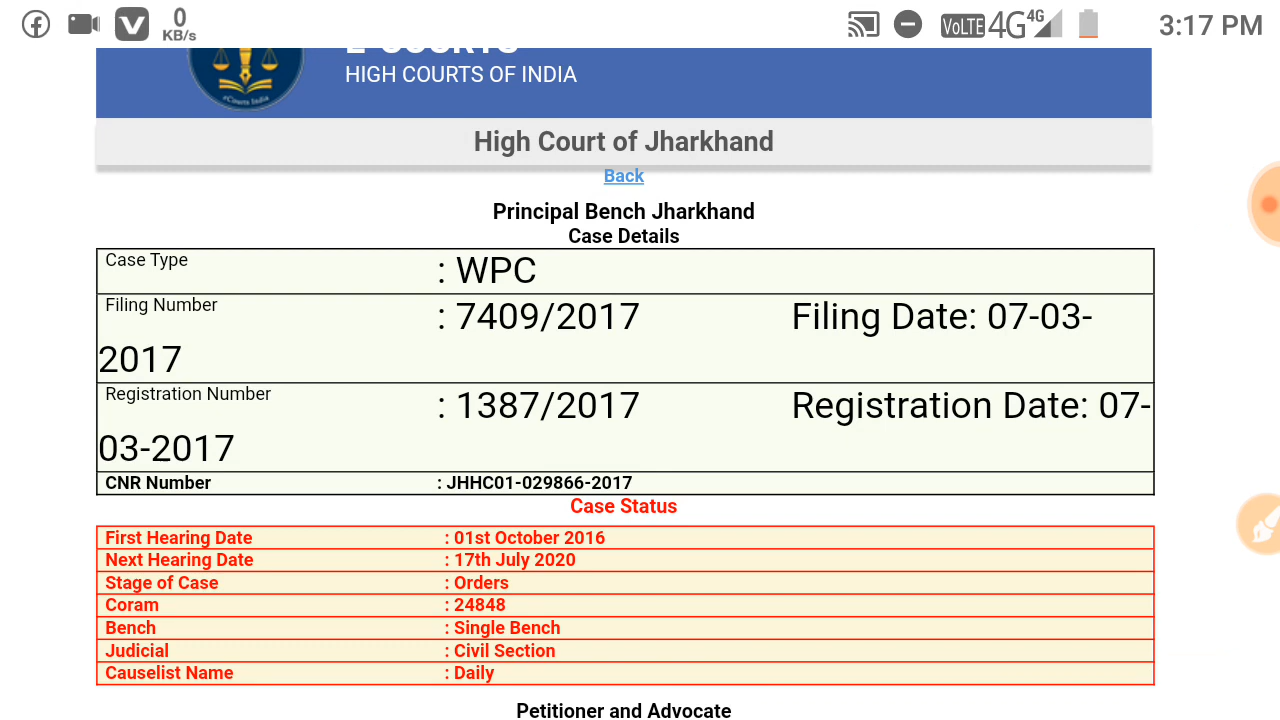 0
KB/s
VoLTE 4G 4G
3:17 PM
HIGH COURTS OF INDIA
eCourts India
High Court of Jharkhand
Back
Principal Bench Jharkhand
Case Details
Case Type : WPC
Filing Number : 7409/2017 Filing Date: 07-03-
2017
Registration Number : 1387/2017 Registration Date: 07-
03-2017
CNR Number : JHHC01-029866-2017
Case Status
First Hearing Date : 01st October 2016
Next Hearing Date : 17th July 2020
Stage of Case : Orders
Coram : 24848
Bench : Single Bench
Judicial : Civil Section
Causelist Name : Daily
Petitioner and Advocate